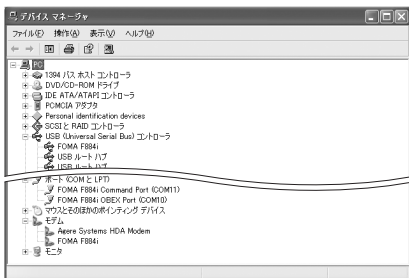 デバイス マネージャ
ファイル(F) 操作(A) 表示(V) ヘルプ(H)
PC
1394 バス ホスト コントローラ
DVD/CD-ROM ドライブ
IDE ATA/ATAPI コントローラ
PCMCIA アダプタ
Personal identification devices
SCSI と RAID コントローラ
USB (Universal Serial Bus) コントローラ
FOMA F884i
USB ルート ハブ
USB ルート ハブ
ポート (COM と LPT)
FOMA F884i Command Port (COM11)
FOMA F884i OBEX Port (COM10)
マウスとそのほかのポインティング デバイス
モデム
Agere Systems HDA Modem
FOMA F884i
モニタ